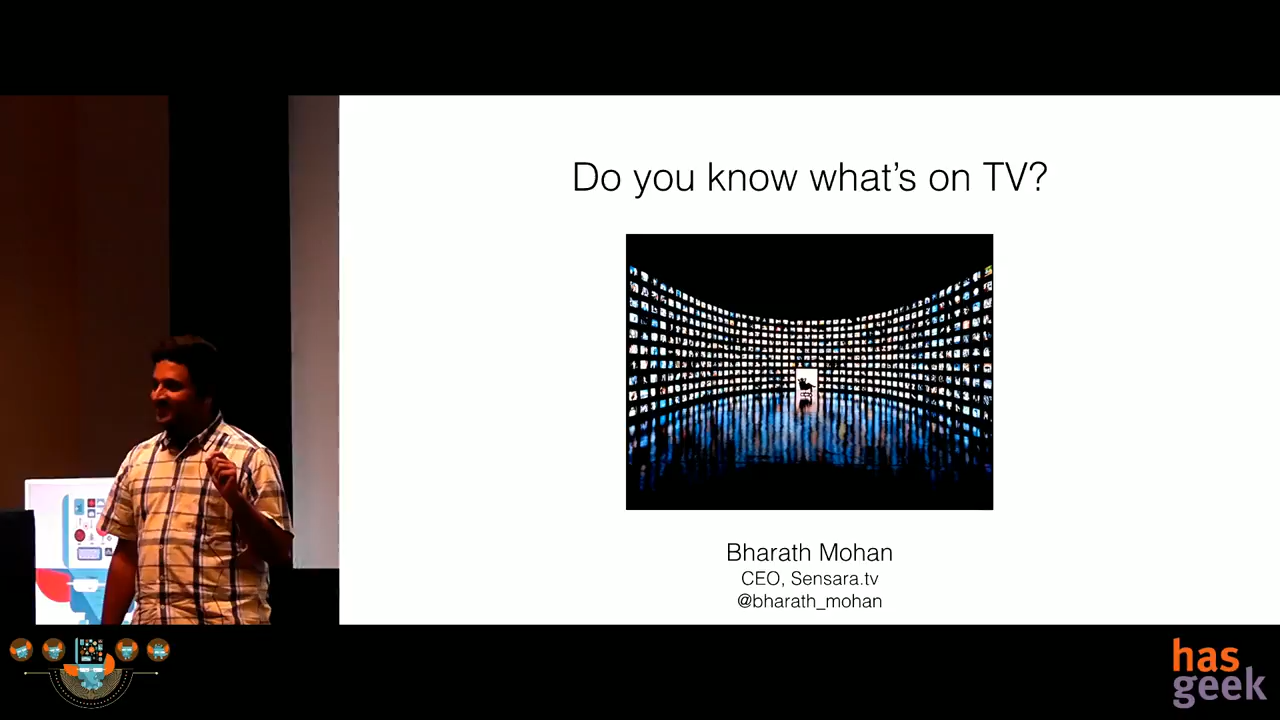 Do you know what's on TV?
Bharath Mohan
CEO, Sensara.tv
@bharath_mohan
has
geek